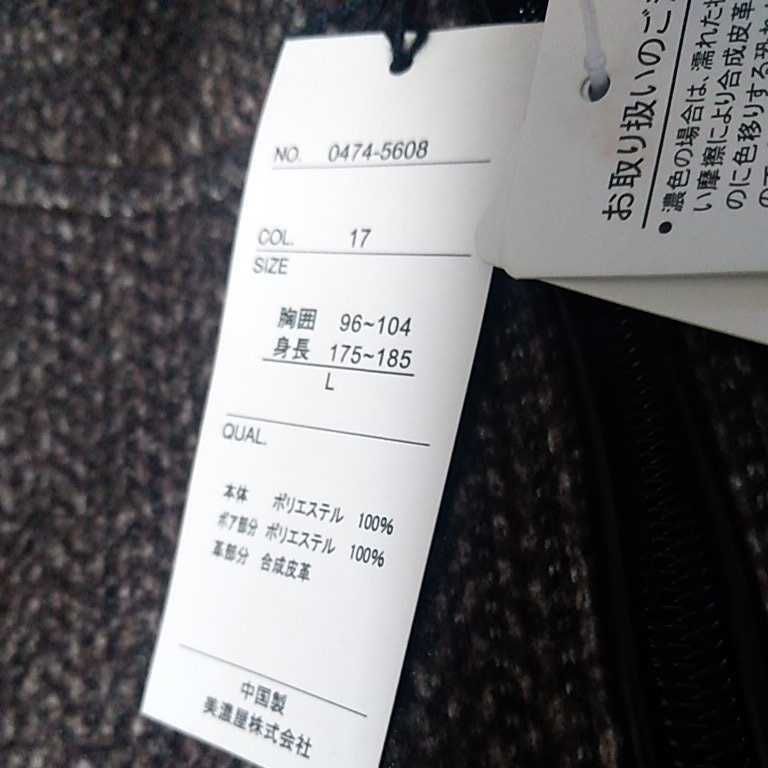 NO. 0474-5608
COL. 17
SIZE
胸囲 96~104
身長 175~185
L
QUAL.
本体 ポリエステル 100%
ボア部分 ポリエステル 100%
革部分 合成皮革
中国製
美濃屋株式会社
お取り扱いのご
● 濃色の場合は、濡れた
い摩擦により合成皮革
のに色移りする恐れ